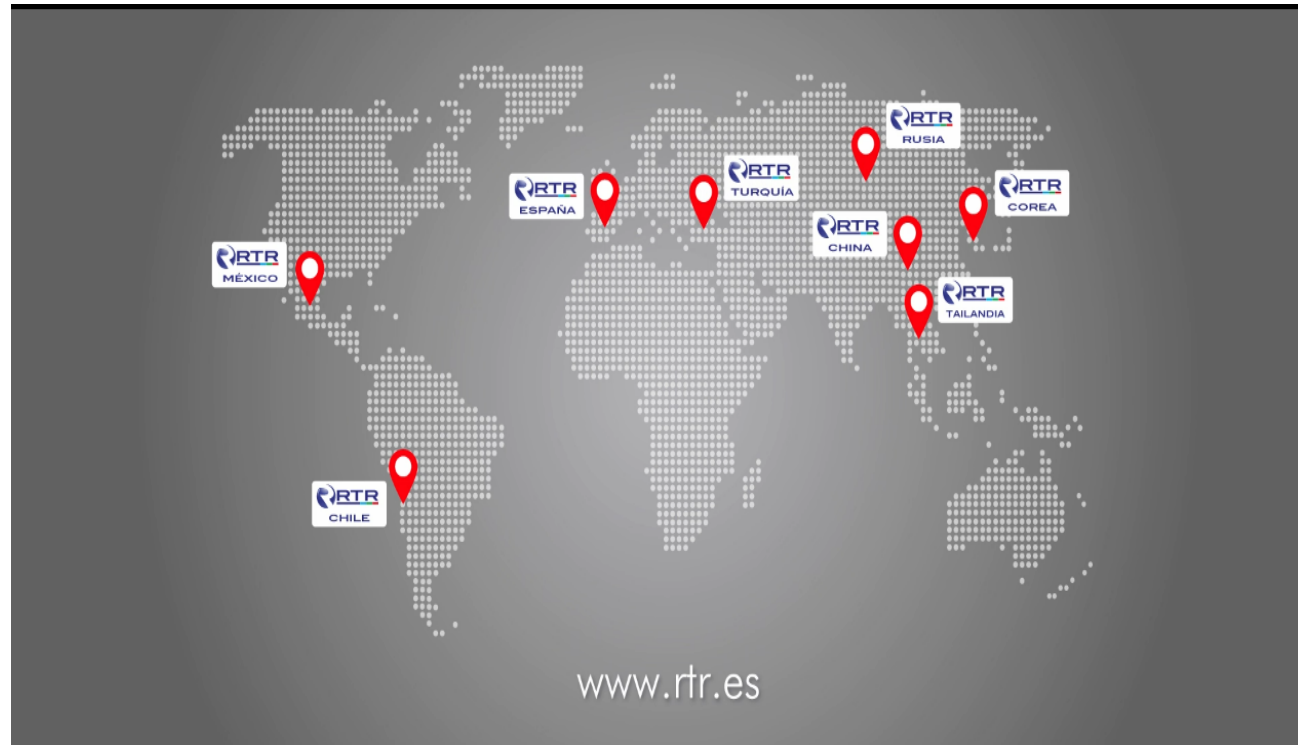 RTR
RUSIA
RTR
TURQUÍA
RTR
ESPAÑA
RTR
COREA
RTR
CHINA
RTR
MÉXICO
RTR
TAILANDIA
RTR
CHILE
www.rtr.es